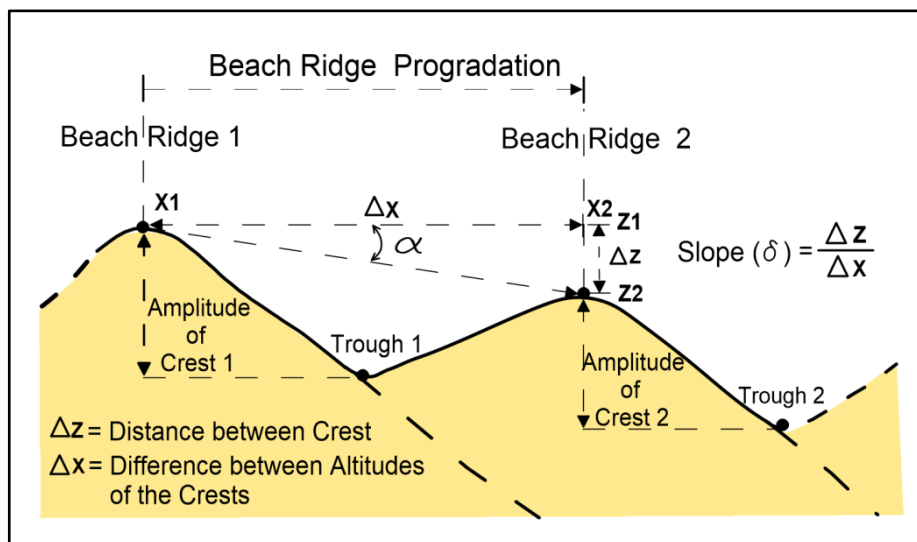 Beach Ridge Progradation
Beach Ridge 1
Beach Ridge 2
X1
Δx
X2
Z1
α
Δz
Z2
Slope (δ) = Δz / Δx
Amplitude
of
Crest 1
Trough 1
Amplitude
of
Crest 2
Trough 2
Δz = Distance between Crest
Δx = Difference between Altitudes
of the Crests